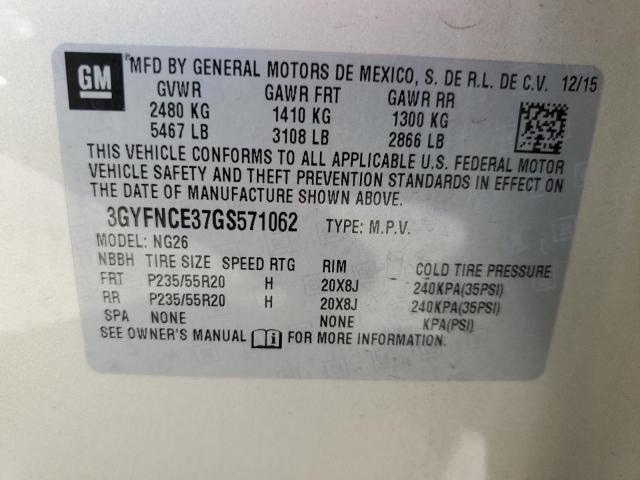 GM
MFD BY GENERAL MOTORS DE MEXICO, S. DE R.L. DE C.V. 12/15
GVWR GAWR FRT GAWR RR
2480 KG 1410 KG 1300 KG
5467 LB 3108 LB 2866 LB
THIS VEHICLE CONFORMS TO ALL APPLICABLE U.S. FEDERAL MOTOR
VEHICLE SAFETY AND THEFT PREVENTION STANDARDS IN EFFECT ON
THE DATE OF MANUFACTURE SHOWN ABOVE.
3GYFNCE37GS571062 TYPE: M.P.V.
MODEL: NG26
NBBH TIRE SIZE SPEED RTG RIM COLD TIRE PRESSURE
FRT P235/55R20 H 20X8J 240KPA(35PSI)
RR P235/55R20 H 20X8J 240KPA(35PSI)
SPA NONE NONE KPA(PSI)
SEE OWNER'S MANUAL FOR MORE INFORMATION.